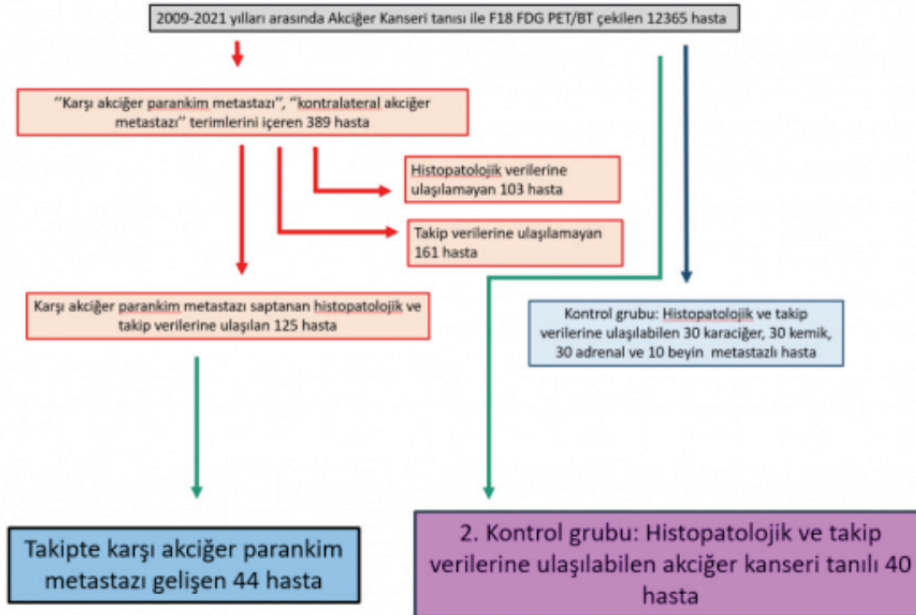 2009-2021 yılları arasında Akciğer Kanseri tanısı ile F18 FDG PET/BT çekilen 12365 hasta
"Karşı akciğer parankim metastazı", "kontralateral akciğer
metastazı" terimlerini içeren 389 hasta
Histopatolojik verilerine
ulaşılamayan 103 hasta
Takip verilerine ulaşılamayan
161 hasta
Karşı akciğer parankim metastazı saptanan histopatolojik ve
takip verilerine ulaşılan 125 hasta
Kontrol grubu: Histopatolojik ve takip
verilerine ulaşılabilen 30 karaciğer, 30 kemik,
30 adrenal ve 10 beyin metastazlı hasta
Takipte karşı akciğer parankim
metastazı gelişen 44 hasta
2. Kontrol grubu: Histopatolojik ve takip
verilerine ulaşılabilen akciğer kanseri tanılı 40
hasta